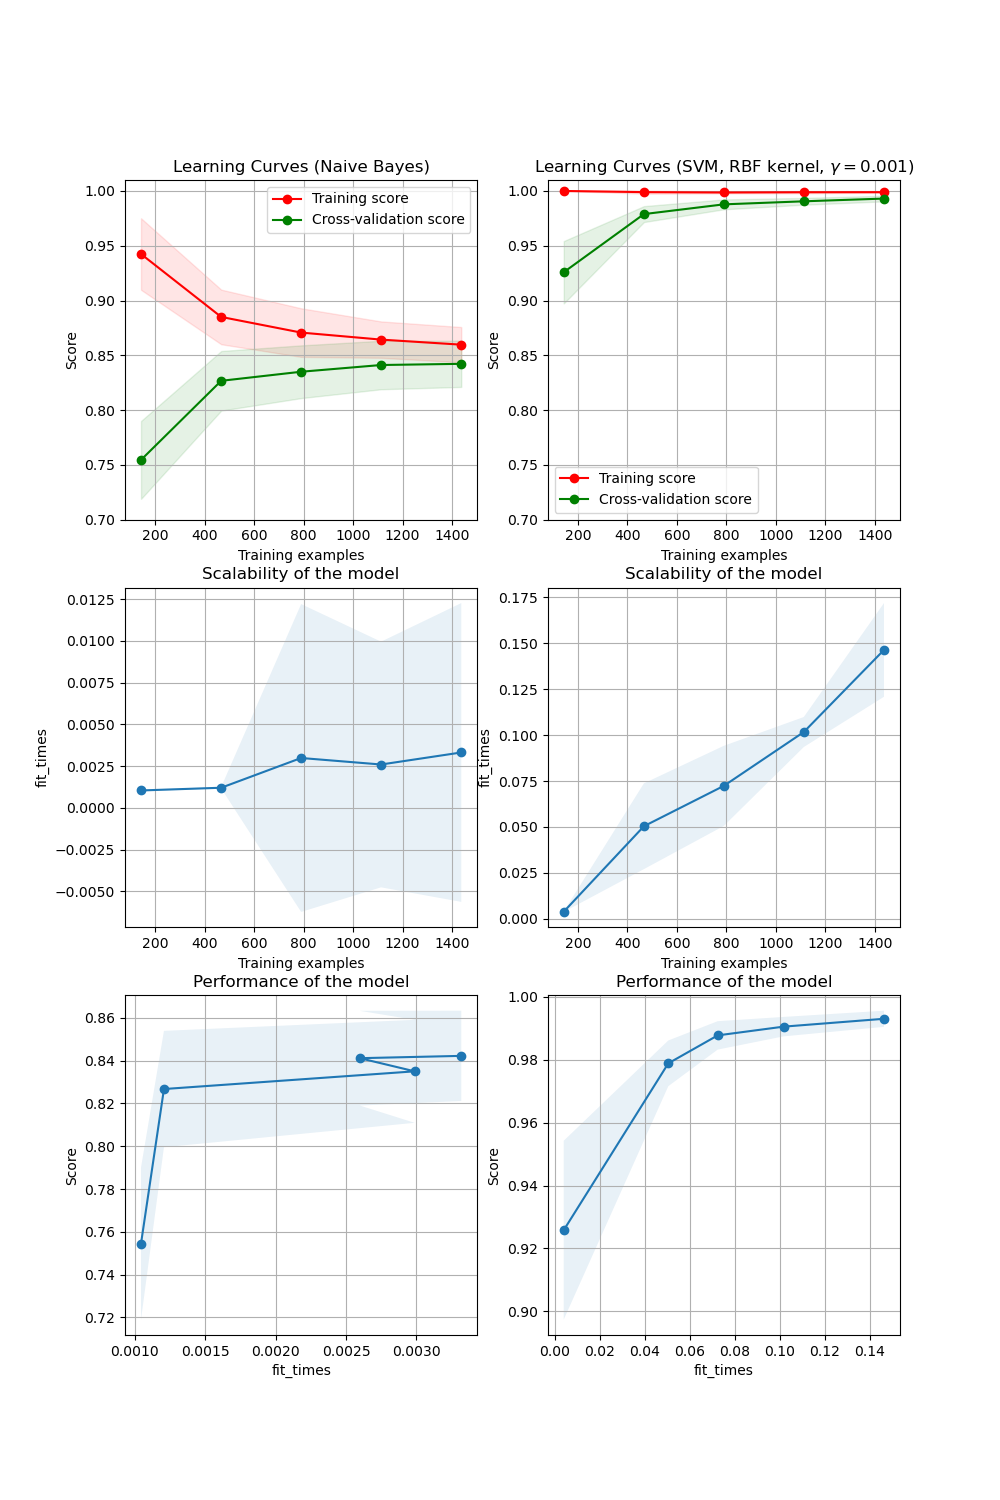 Learning Curves (Naive Bayes)
Score
1.00
0.95
0.90
0.85
0.80
0.75
0.70
Training score
Cross-validation score
200 400 600 800 1000 1200 1400
Training examples
Learning Curves (SVM, RBF kernel, γ = 0.001)
Score
1.00
0.95
0.90
0.85
0.80
0.75
0.70
Training score
Cross-validation score
200 400 600 800 1000 1200 1400
Training examples
Scalability of the model
fit_times
0.0125
0.0100
0.0075
0.0050
0.0025
0.0000
−0.0025
−0.0050
200 400 600 800 1000 1200 1400
Training examples
Scalability of the model
fit_times
0.175
0.150
0.125
0.100
0.075
0.050
0.025
0.000
200 400 600 800 1000 1200 1400
Training examples
Performance of the model
Score
0.86
0.84
0.82
0.80
0.78
0.76
0.74
0.72
0.0010 0.0015 0.0020 0.0025 0.0030
fit_times
Performance of the model
Score
1.00
0.98
0.96
0.94
0.92
0.90
0.00 0.02 0.04 0.06 0.08 0.10 0.12 0.14
fit_times